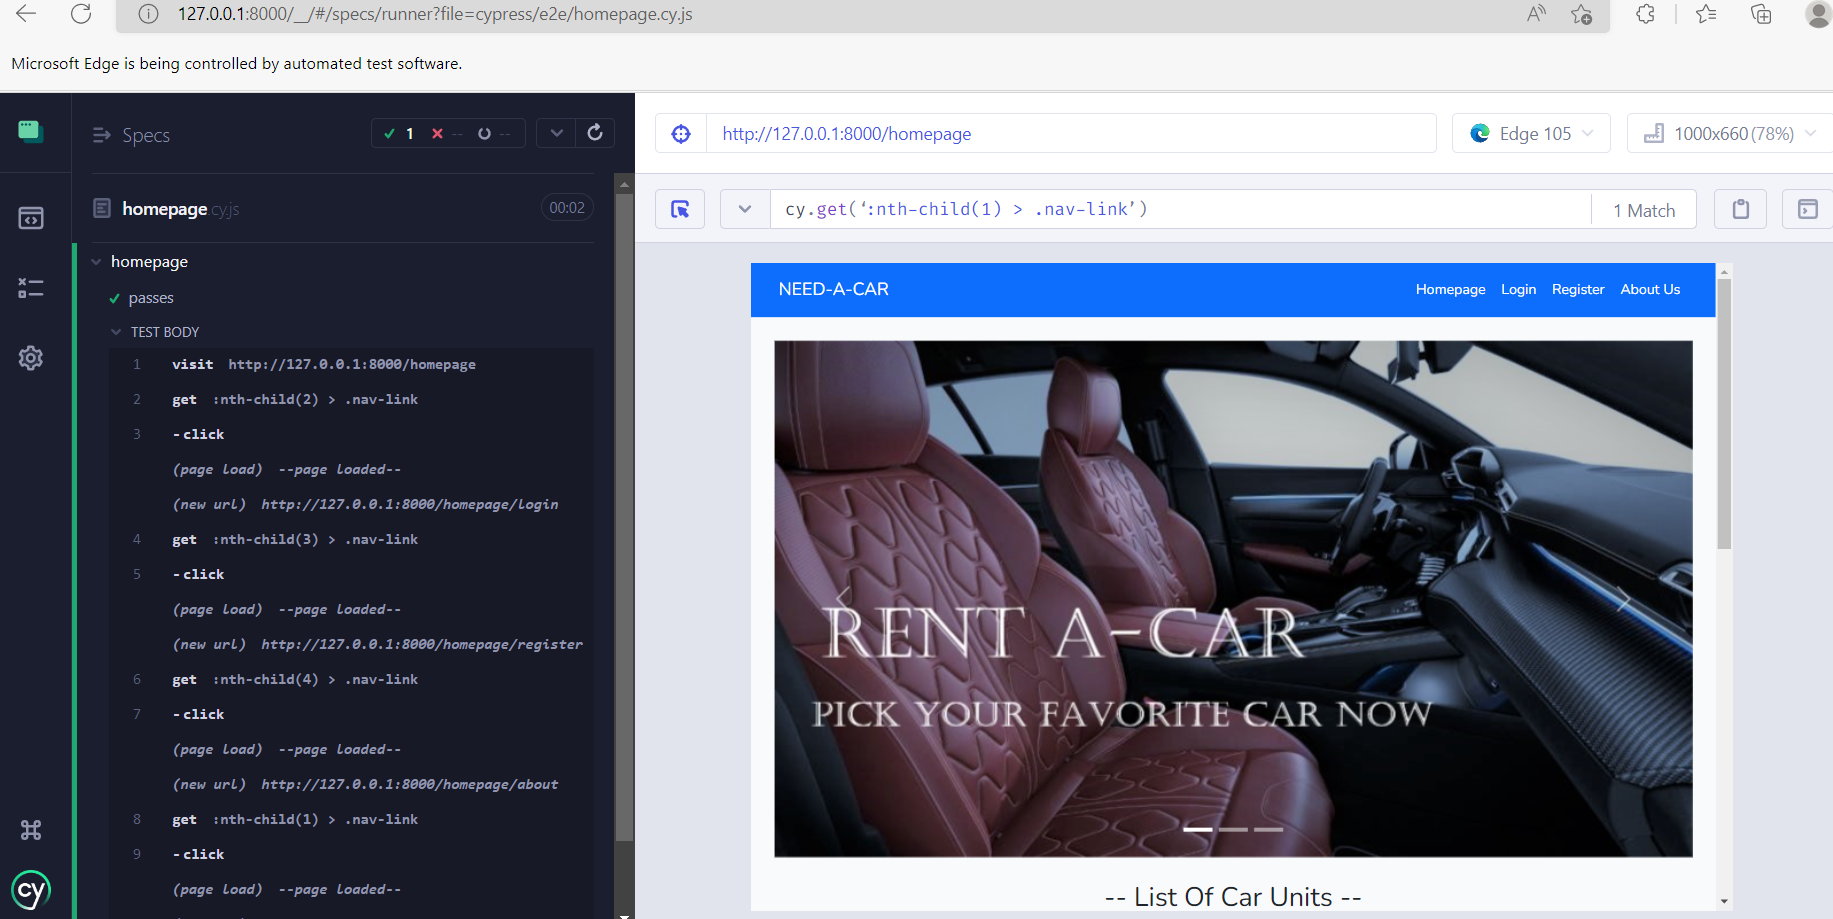 127.0.0.1:8000/__/#/specs/runner?file=cypress/e2e/homepage.cy.js
Microsoft Edge is being controlled by automated test software.
Specs
1
--
--
homepage cy.js
00:02
homepage
passes
TEST BODY
1 visit http://127.0.0.1:8000/homepage
2 get :nth-child(2) > .nav-link
3 -click
(page load) --page loaded--
(new url) http://127.0.0.1:8000/homepage/login
4 get :nth-child(3) > .nav-link
5 -click
(page load) --page loaded--
(new url) http://127.0.0.1:8000/homepage/register
6 get :nth-child(4) > .nav-link
7 -click
(page load) --page loaded--
(new url) http://127.0.0.1:8000/homepage/about
8 get :nth-child(1) > .nav-link
9 -click
(page load) --page loaded--
cy
http://127.0.0.1:8000/homepage
Edge 105
1000x660 (78%)
cy.get(‘:nth-child(1) > .nav-link’)
1 Match
NEED-A-CAR
Homepage Login Register About Us
RENT A-CAR
PICK YOUR FAVORITE CAR NOW
-- List Of Car Units --